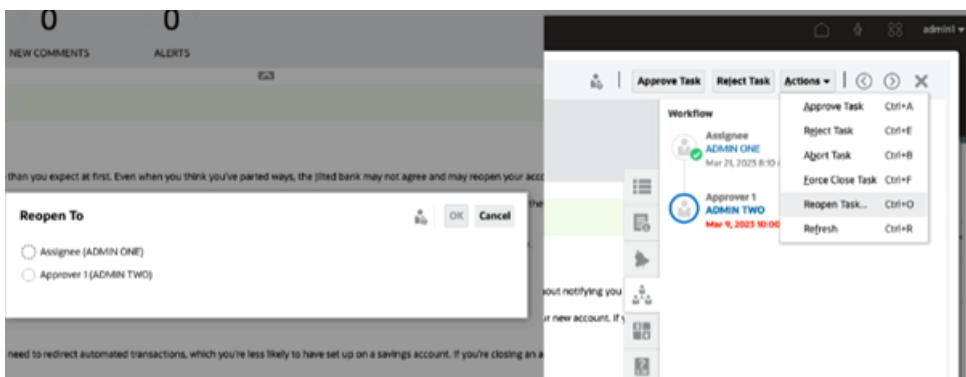 0
0
NEW COMMENTS
ALERTS
than you expect at first. Even when you think you've parted ways, the jilted bank may not agree and may reopen your acc
the
Reopen To
OK
Cancel
Assignee (ADMIN ONE)
Approver 1 (ADMIN TWO)
out notifying you
ur new account. If y
need to redirect automated transactions, which you're less likely to have set up on a savings account. If you're closing an a
admin1
Approve Task
Reject Task
Actions
Workflow
Assignee
ADMIN ONE
Mar 21, 2023 8:10
Approver 1
ADMIN TWO
Mar 9, 2023 10:00
Approve Task Ctrl+A
Reject Task Ctrl+E
Abort Task Ctrl+B
Force Close Task Ctrl+F
Reopen Task... Ctrl+O
Refresh Ctrl+R